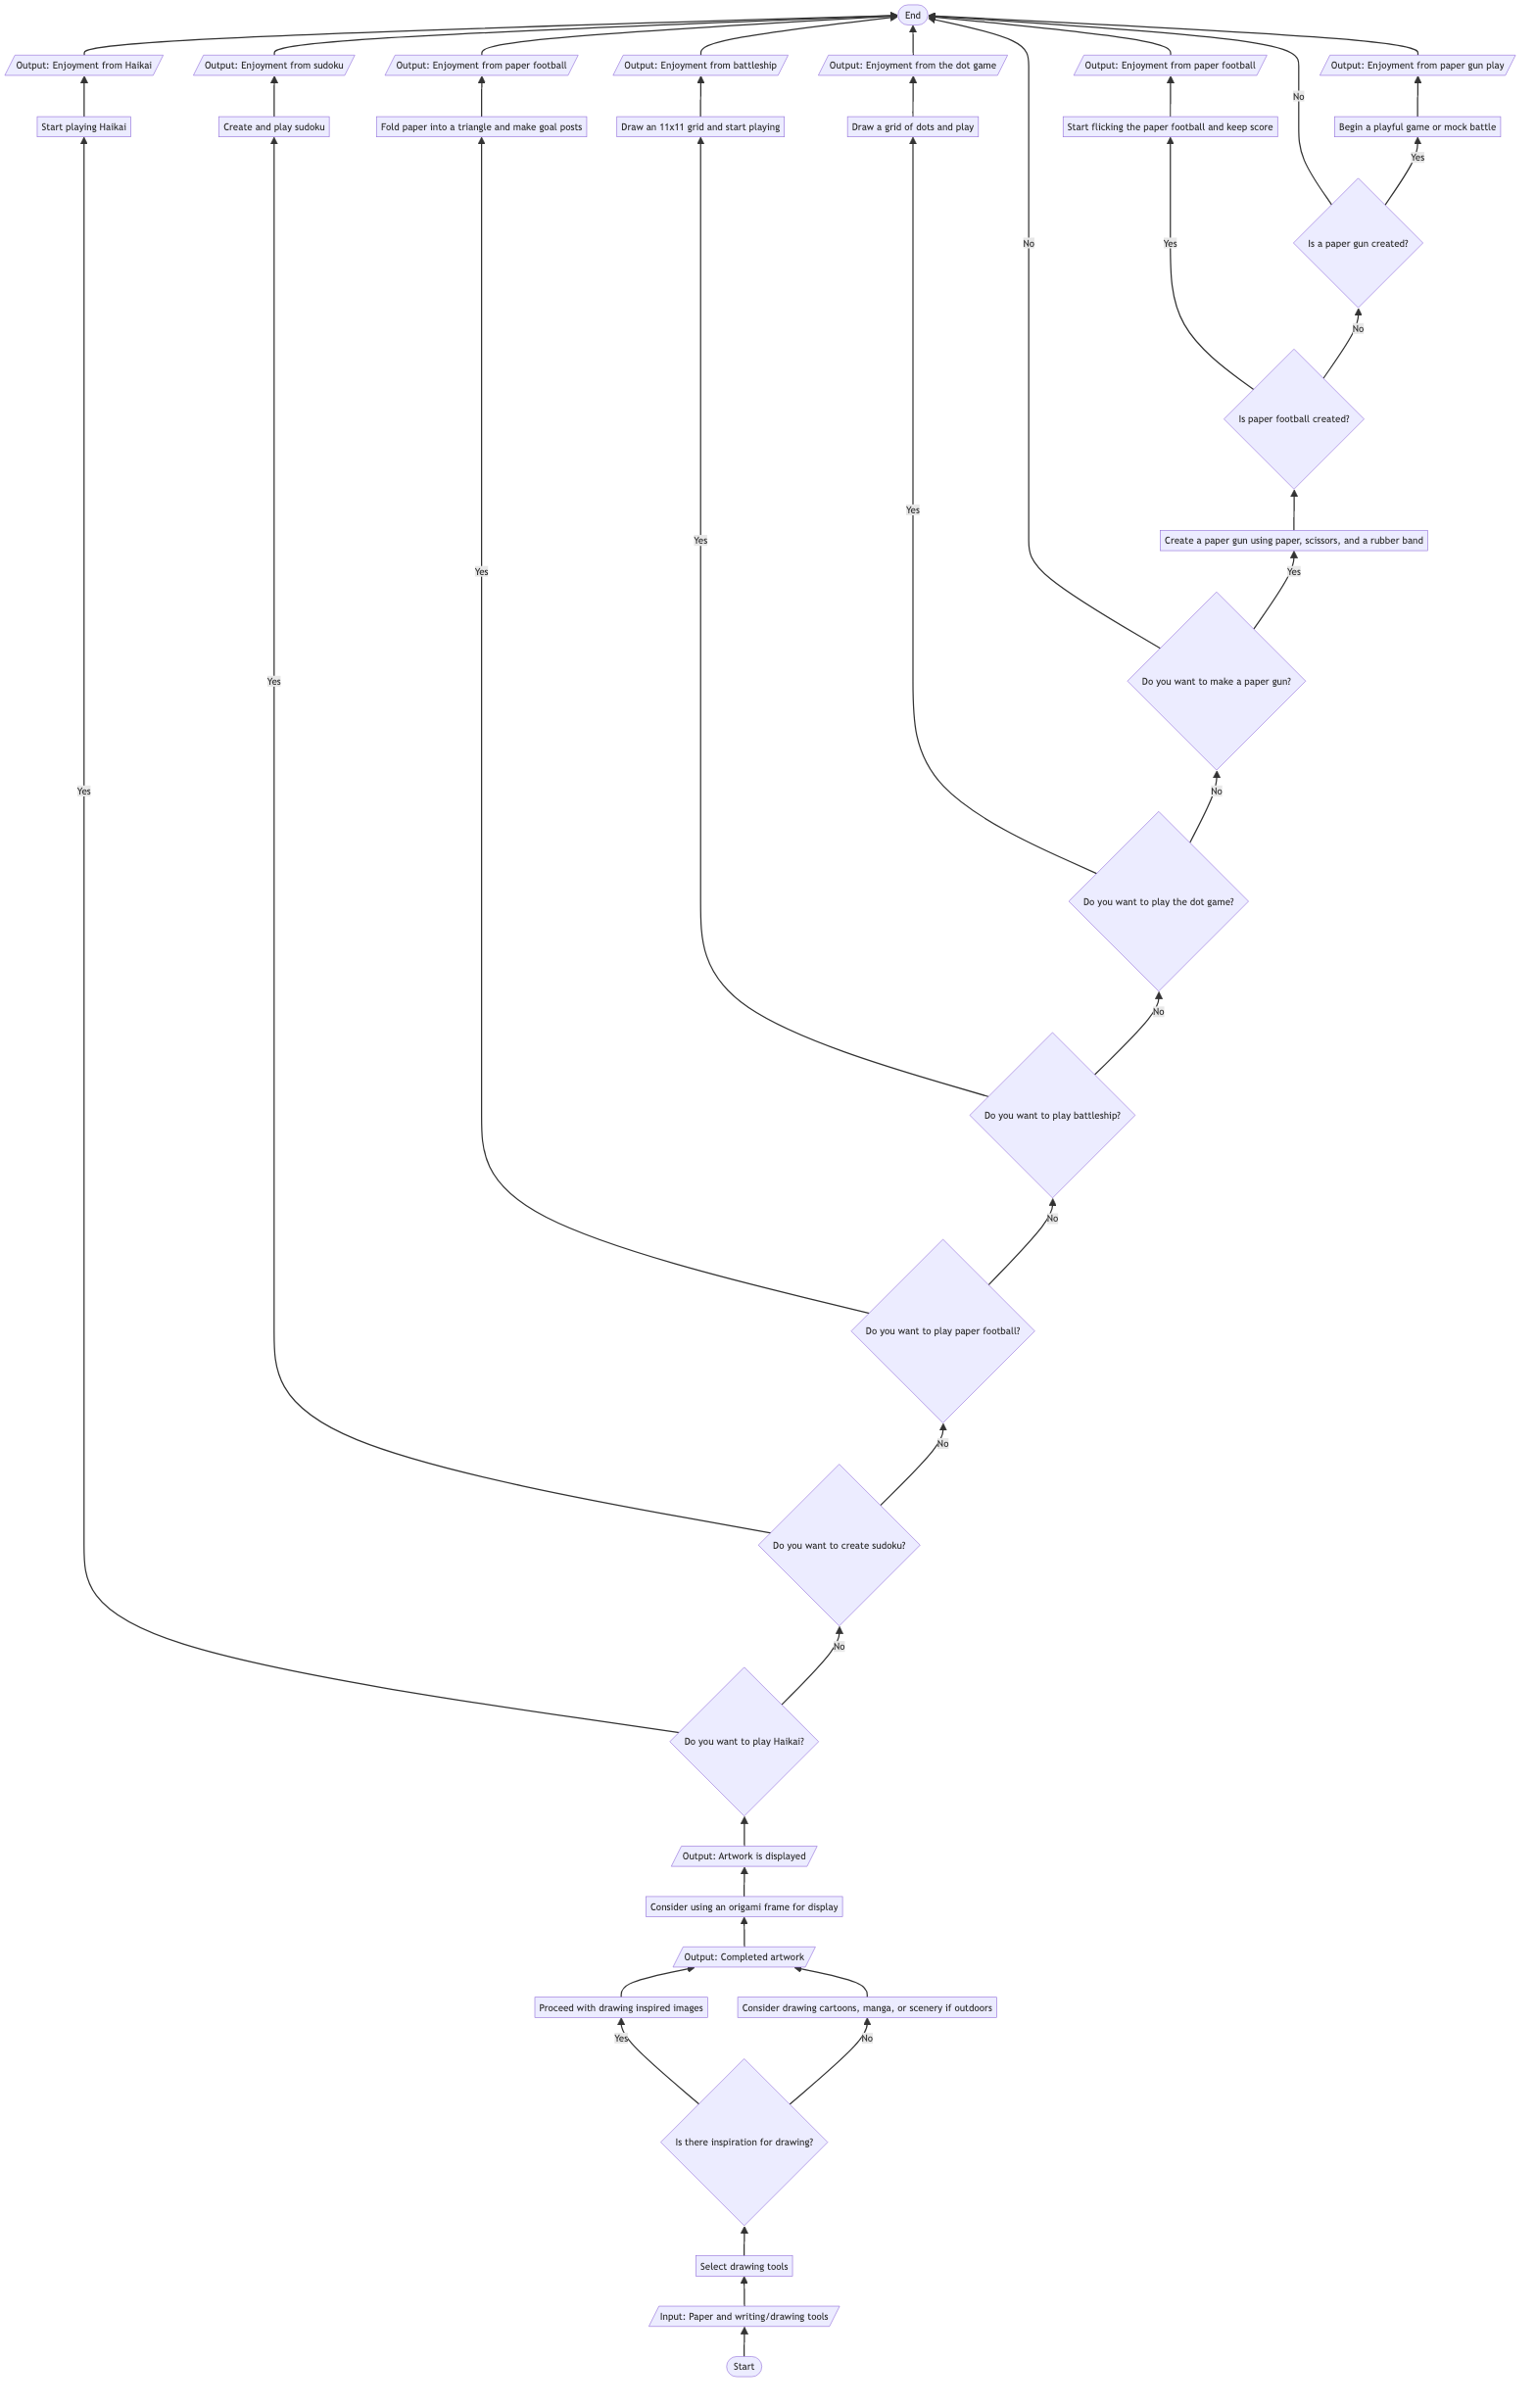 End
Output: Enjoyment from Haikai
Output: Enjoyment from sudoku
Output: Enjoyment from paper football
Output: Enjoyment from battleship
Output: Enjoyment from the dot game
Output: Enjoyment from paper football
Output: Enjoyment from paper gun play
No
Start playing Haikai
Create and play sudoku
Fold paper into a triangle and make goal posts
Draw an 11x11 grid and start playing
Draw a grid of dots and play
Start flicking the paper football and keep score
Begin a playful game or mock battle
Yes
No
Yes
Is a paper gun created?
No
Is paper football created?
Yes
Yes
Create a paper gun using paper, scissors, and a rubber band
Yes
Yes
Yes
Do you want to make a paper gun?
Yes
No
Do you want to play the dot game?
No
Do you want to play battleship?
No
Do you want to play paper football?
No
Do you want to create sudoku?
No
Do you want to play Haikai?
Output: Artwork is displayed
Consider using an origami frame for display
Output: Completed artwork
Proceed with drawing inspired images
Consider drawing cartoons, manga, or scenery if outdoors
Yes
No
Is there inspiration for drawing?
Select drawing tools
Input: Paper and writing/drawing tools
Start